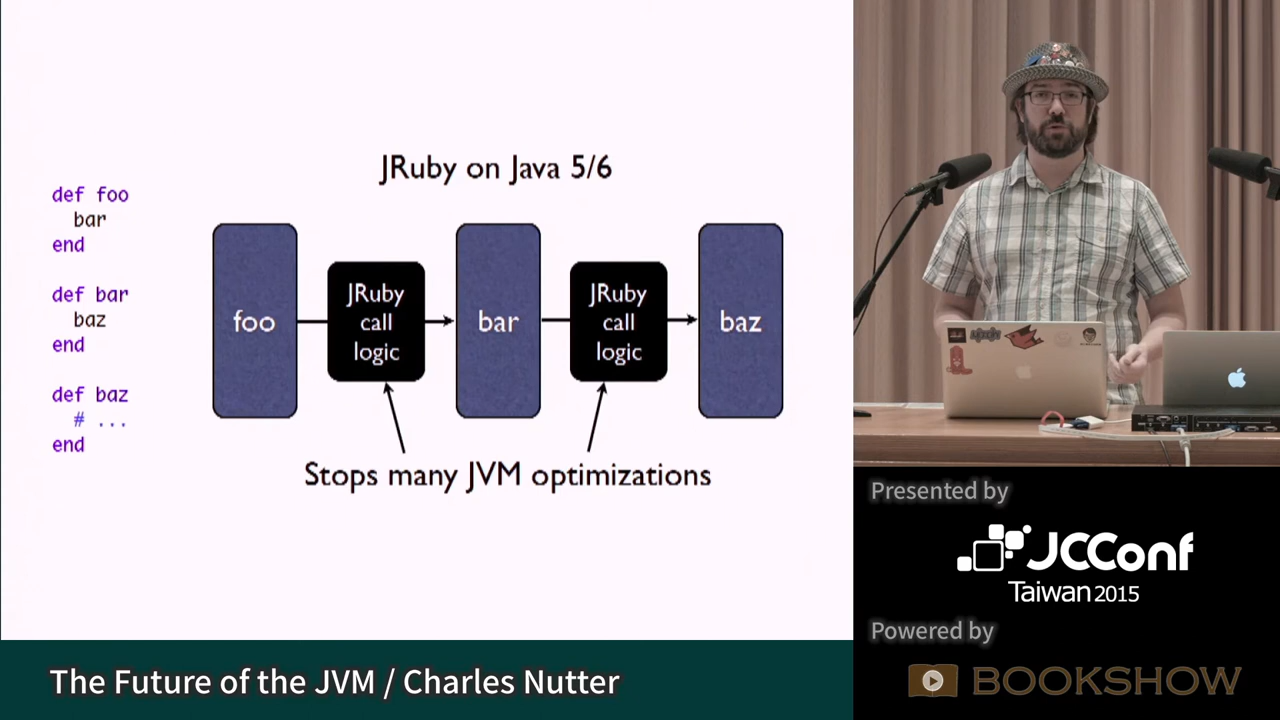 JRuby on Java 5/6
def foo
bar
end
def bar
baz
end
def baz
# ...
end
foo
JRuby
call
logic
bar
JRuby
call
logic
baz
Stops many JVM optimizations
Presented by
JCConf
Taiwan 2015
Powered by
BOOKSHOW
The Future of the JVM / Charles Nutter